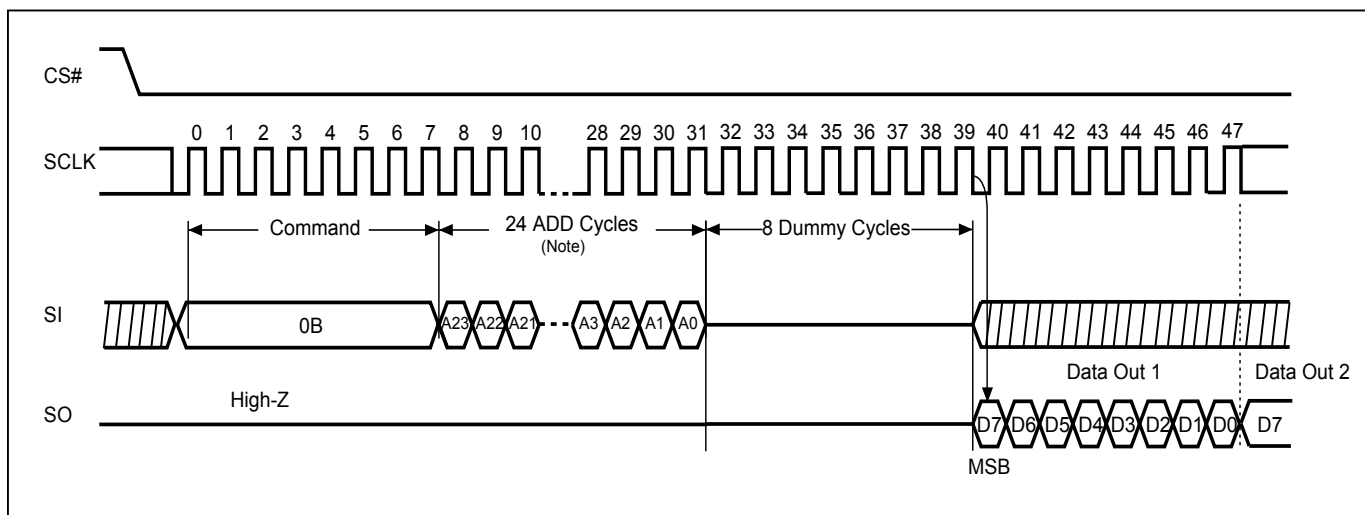 CS#
0 1 2 3 4 5 6 7 8 9 10 28 29 30 31 32 33 34 35 36 37 38 39 40 41 42 43 44 45 46 47
SCLK
Command 24 ADD Cycles 8 Dummy Cycles
(Note)
SI 0B A23 A22 A21 A3 A2 A1 A0
Data Out 1 Data Out 2
High-Z
SO D7 D6 D5 D4 D3 D2 D1 D0 D7
MSB